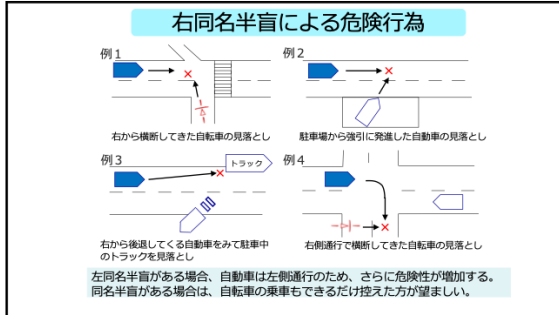 右同名半盲による危険行為
例1
例2
右から横断してきた自転車の見落とし
駐車場から強引に発進した自動車の見落とし
例3
トラック
例4
右から後退してくる自動車をみて駐車中
のトラックを見落とし
右側通行で横断してきた自転車の見落とし
左同名半盲がある場合、自動車は左側通行のため、さらに危険性が増加する。
同名半盲がある場合は、自転車の乗車もできるだけ控えた方が望ましい。